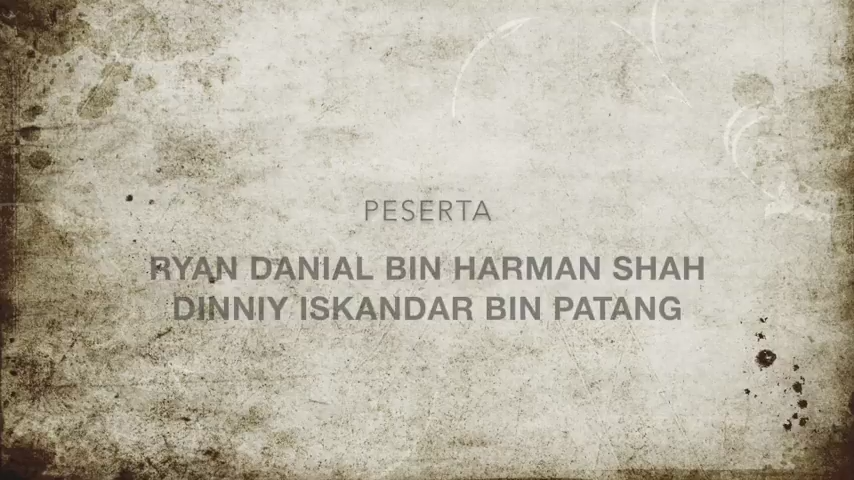 PESERTA
RYAN DANIAL BIN HARMAN SHAH
DINNIY ISKANDAR BIN PATANG